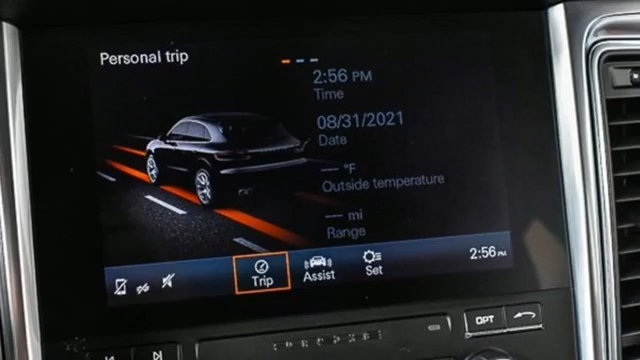 Personal trip
2:56 PM
Time
08/31/2021
Date
--- °F
Outside temperature
--- mi
Range
Trip
Assist
Set
2:56 PM
OPT